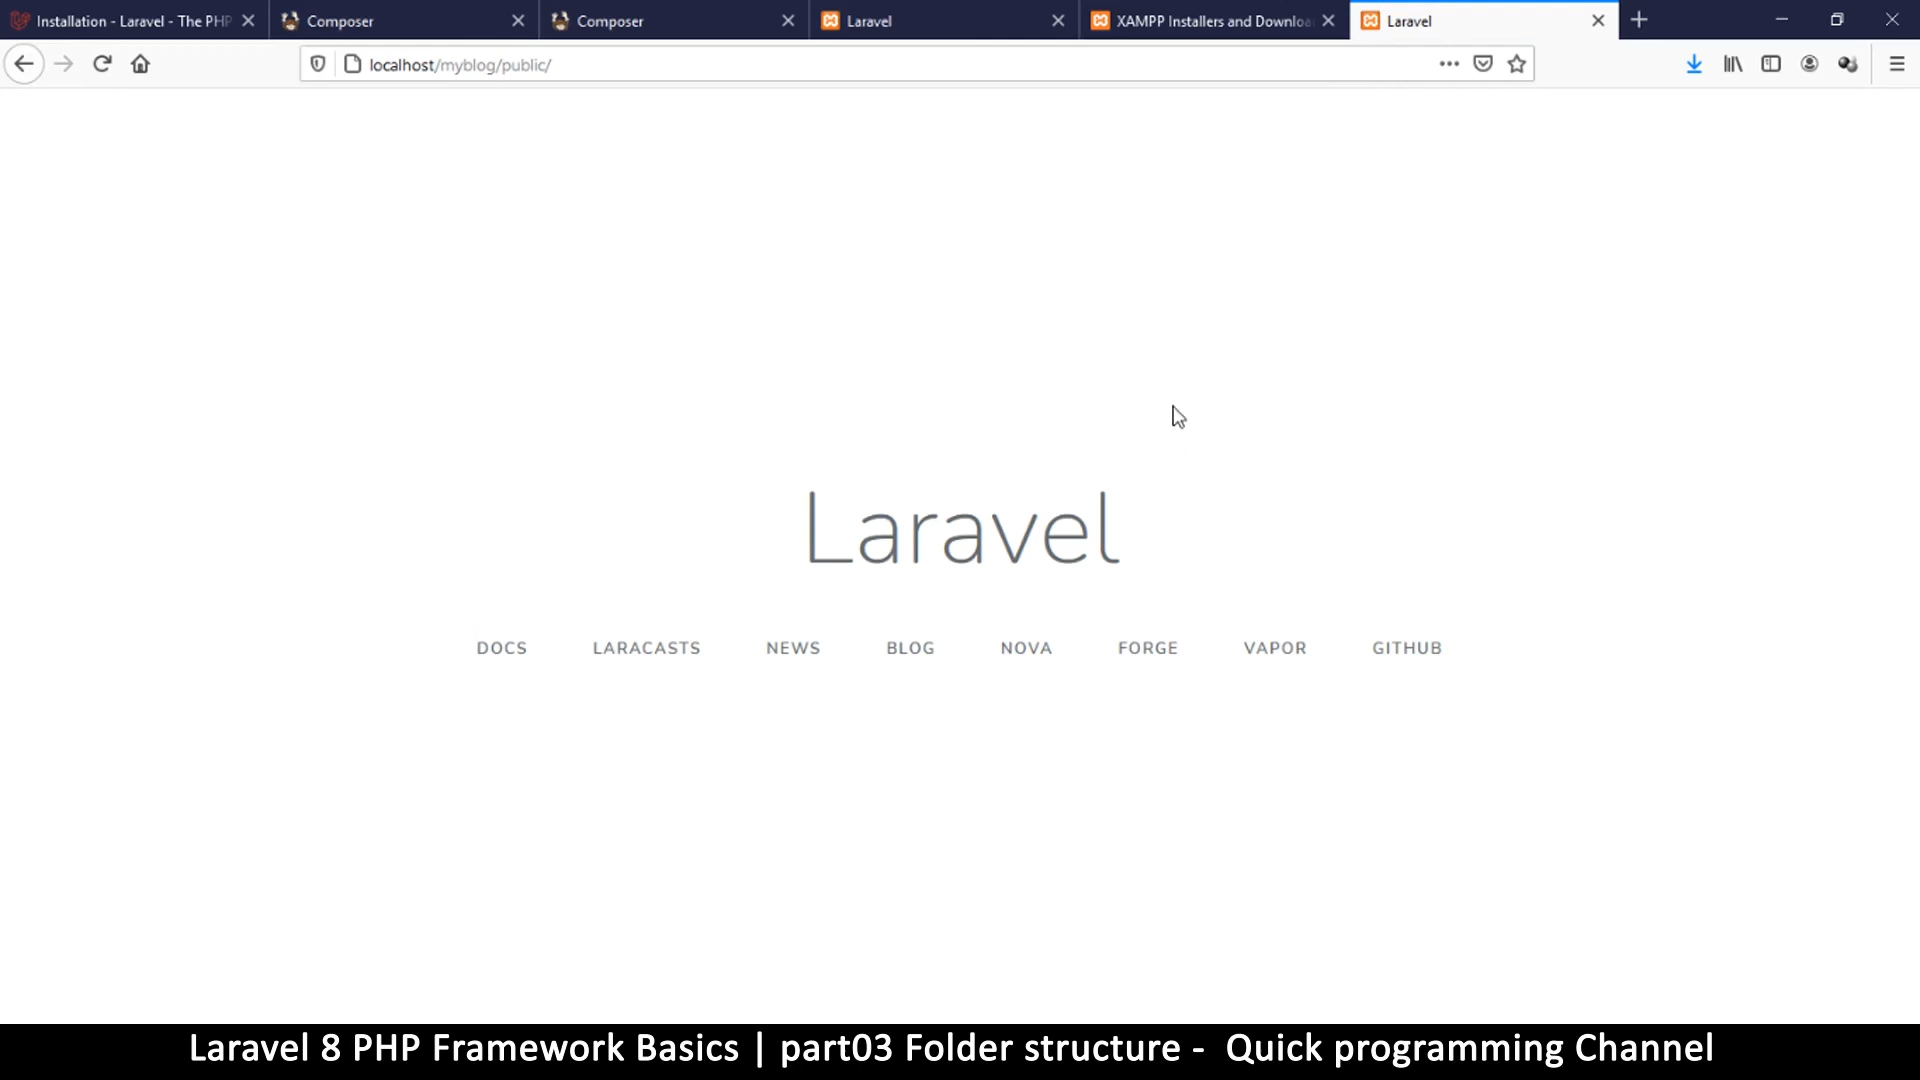 Installation - Laravel - The PHP
Composer
Composer
Laravel
XAMPP Installers and Downloa
Laravel
localhost/myblog/public/
Laravel
DOCS LARACASTS NEWS BLOG NOVA FORGE VAPOR GITHUB
Laravel 8 PHP Framework Basics | part03 Folder structure - Quick programming Channel